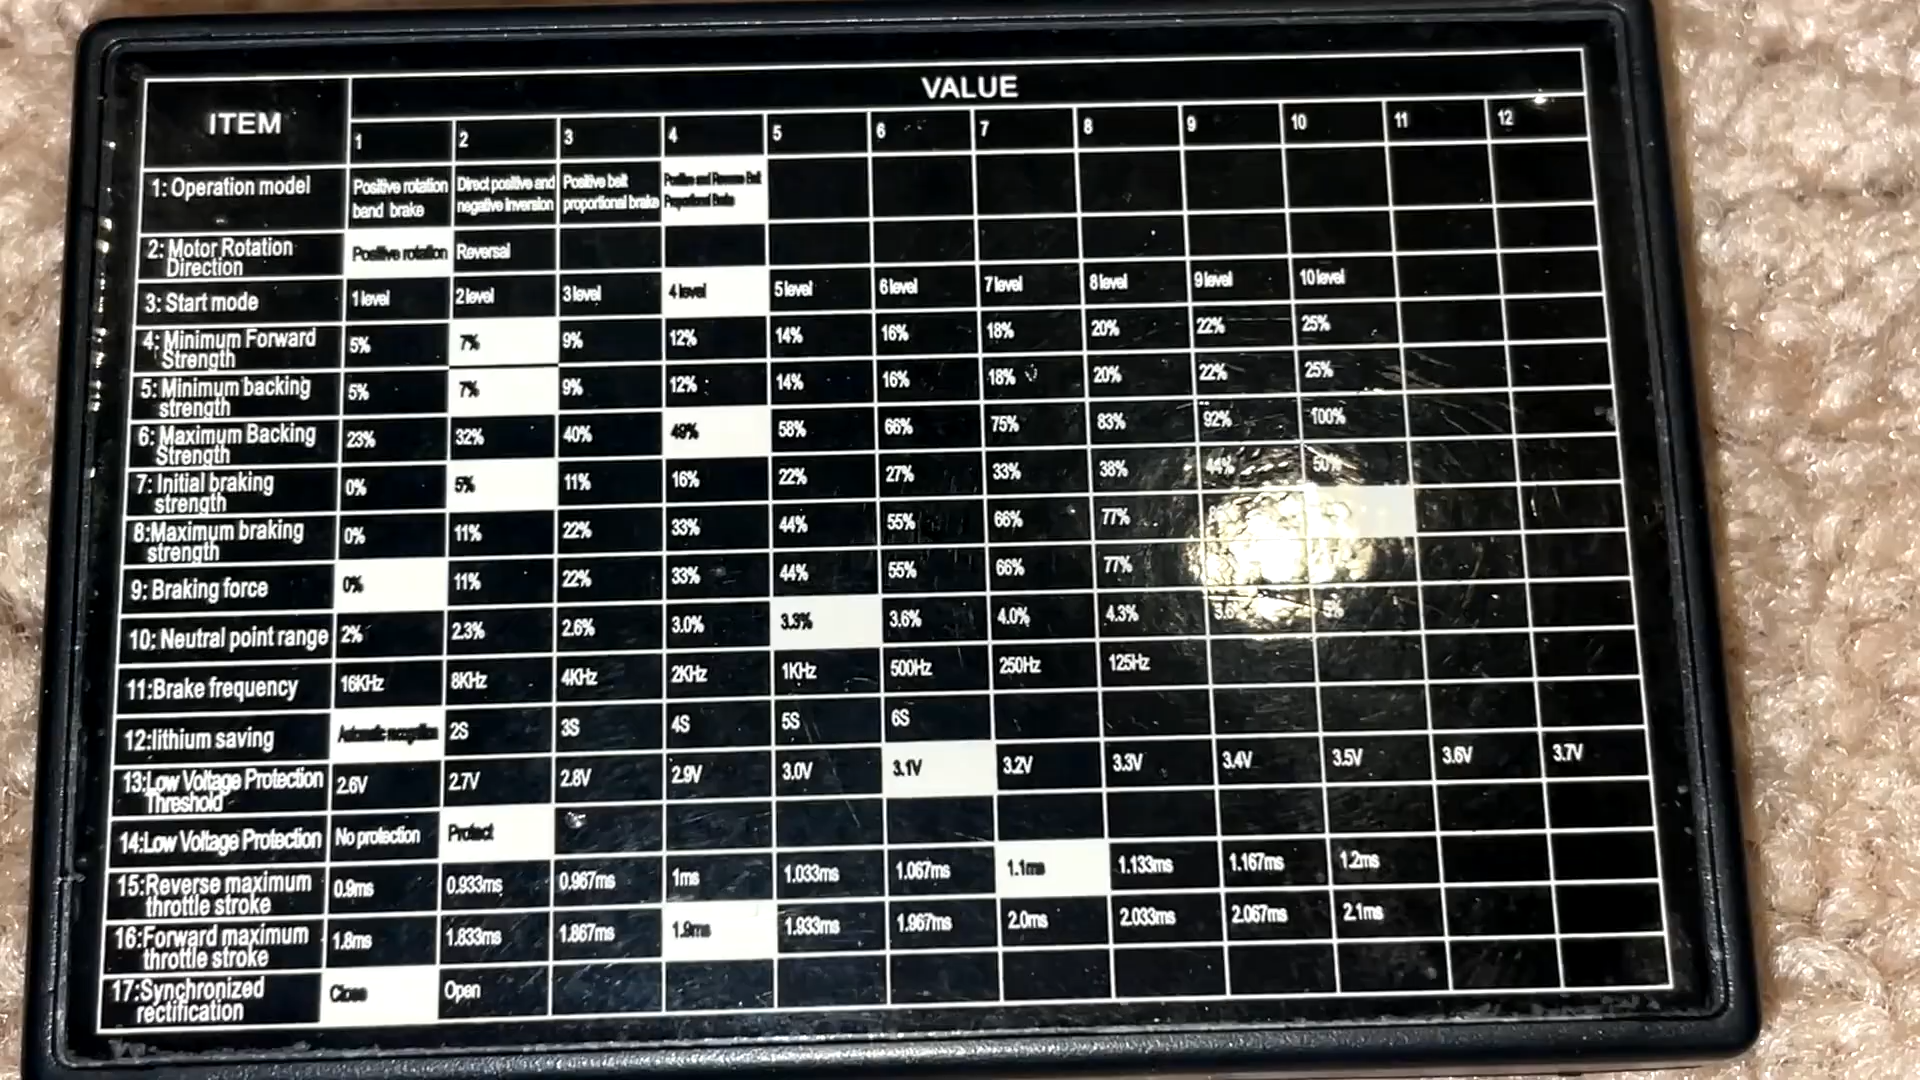 ITEM VALUE
1 2 3 4 5 6 7 8 9 10 11 12
1: Operation model Positive rotation band brake Direct positive and negative inversion Positive belt proportional brake Positive and Reverse Belt Proportional Brake
2: Motor Rotation Direction Positive rotation Reversal
3: Start mode 1 level 2 level 3 level 4 level 5 level 6 level 7 level 8 level 9 level 10 level
4: Minimum Forward Strength 5% 7% 9% 12% 14% 16% 18% 20% 22% 25%
5: Minimum backing strength 5% 7% 9% 12% 14% 16% 18% 20% 22% 25%
6: Maximum Backing Strength 23% 32% 40% 49% 58% 66% 75% 83% 92% 100%
7: Initial braking strength 0% 5% 11% 16% 22% 27% 33% 38% 44% 50%
8:Maximum braking strength 0% 11% 22% 33% 44% 55% 66% 77%
9: Braking force 0% 11% 22% 33% 44% 55% 66% 77%
10: Neutral point range 2% 2.3% 2.6% 3.0% 3.3% 3.6% 4.0% 4.3% 5%
11:Brake frequency 16KHz 8KHz 4KHz 2KHz 1KHz 500Hz 250Hz 125Hz
12:lithium saving Automatic recognition 2S 3S 4S 5S 6S
13:Low Voltage Protection Threshold 2.6V 2.7V 2.8V 2.9V 3.0V 3.1V 3.2V 3.3V 3.4V 3.5V 3.6V 3.7V
14:Low Voltage Protection No protection Protect
15:Reverse maximum throttle stroke 0.9ms 0.933ms 0.967ms 1ms 1.033ms 1.067ms 1.1ms 1.133ms 1.167ms 1.2ms
16:Forward maximum throttle stroke 1.8ms 1.833ms 1.867ms 1.9ms 1.933ms 1.967ms 2.0ms 2.033ms 2.067ms 2.1ms
17:Synchronized rectification Close Open